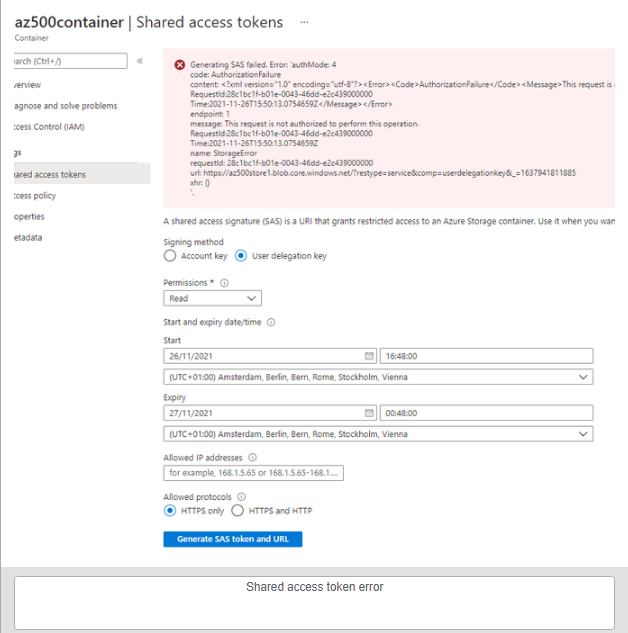 az500container | Shared access tokens ...
Container
arch (Ctrl+/)
«
verview
agnose and solve problems
ccess Control (IAM)
gs
hared access tokens
ccess policy
operties
etadata
Generating SAS failed. Error: 'authMode: 4
code: AuthorizationFailure
content: <?xml version="1.0" encoding="utf-8"?><Error><Code>AuthorizationFailure</Code><Message>This request is
RequestId:28c1bc1f-b01e-0043-46dd-e2c439000000
Time:2021-11-26T15:50:13.0754659Z</Message></Error>
endpoint: 1
message: This request is not authorized to perform this operation.
RequestId:28c1bc1f-b01e-0043-46dd-e2c439000000
Time:2021-11-26T15:50:13.0754659Z
name: StorageError
requestId: 28c1bc1f-b01e-0043-46dd-e2c439000000
url: https://az500store1.blob.core.windows.net/?restype=service&comp=userdelegationkey&_=1637941811885
xhr: {}
'.
A shared access signature (SAS) is a URI that grants restricted access to an Azure Storage container. Use it when you wan
Signing method
Account key User delegation key
Permissions *
Read
Start and expiry date/time
Start
26/11/2021 16:48:00
(UTC+01:00) Amsterdam, Berlin, Bern, Rome, Stockholm, Vienna
Expiry
27/11/2021 00:48:00
(UTC+01:00) Amsterdam, Berlin, Bern, Rome, Stockholm, Vienna
Allowed IP addresses
for example, 168.1.5.65 or 168.1.5.65-168.1....
Allowed protocols
HTTPS only HTTPS and HTTP
Generate SAS token and URL
Shared access token error